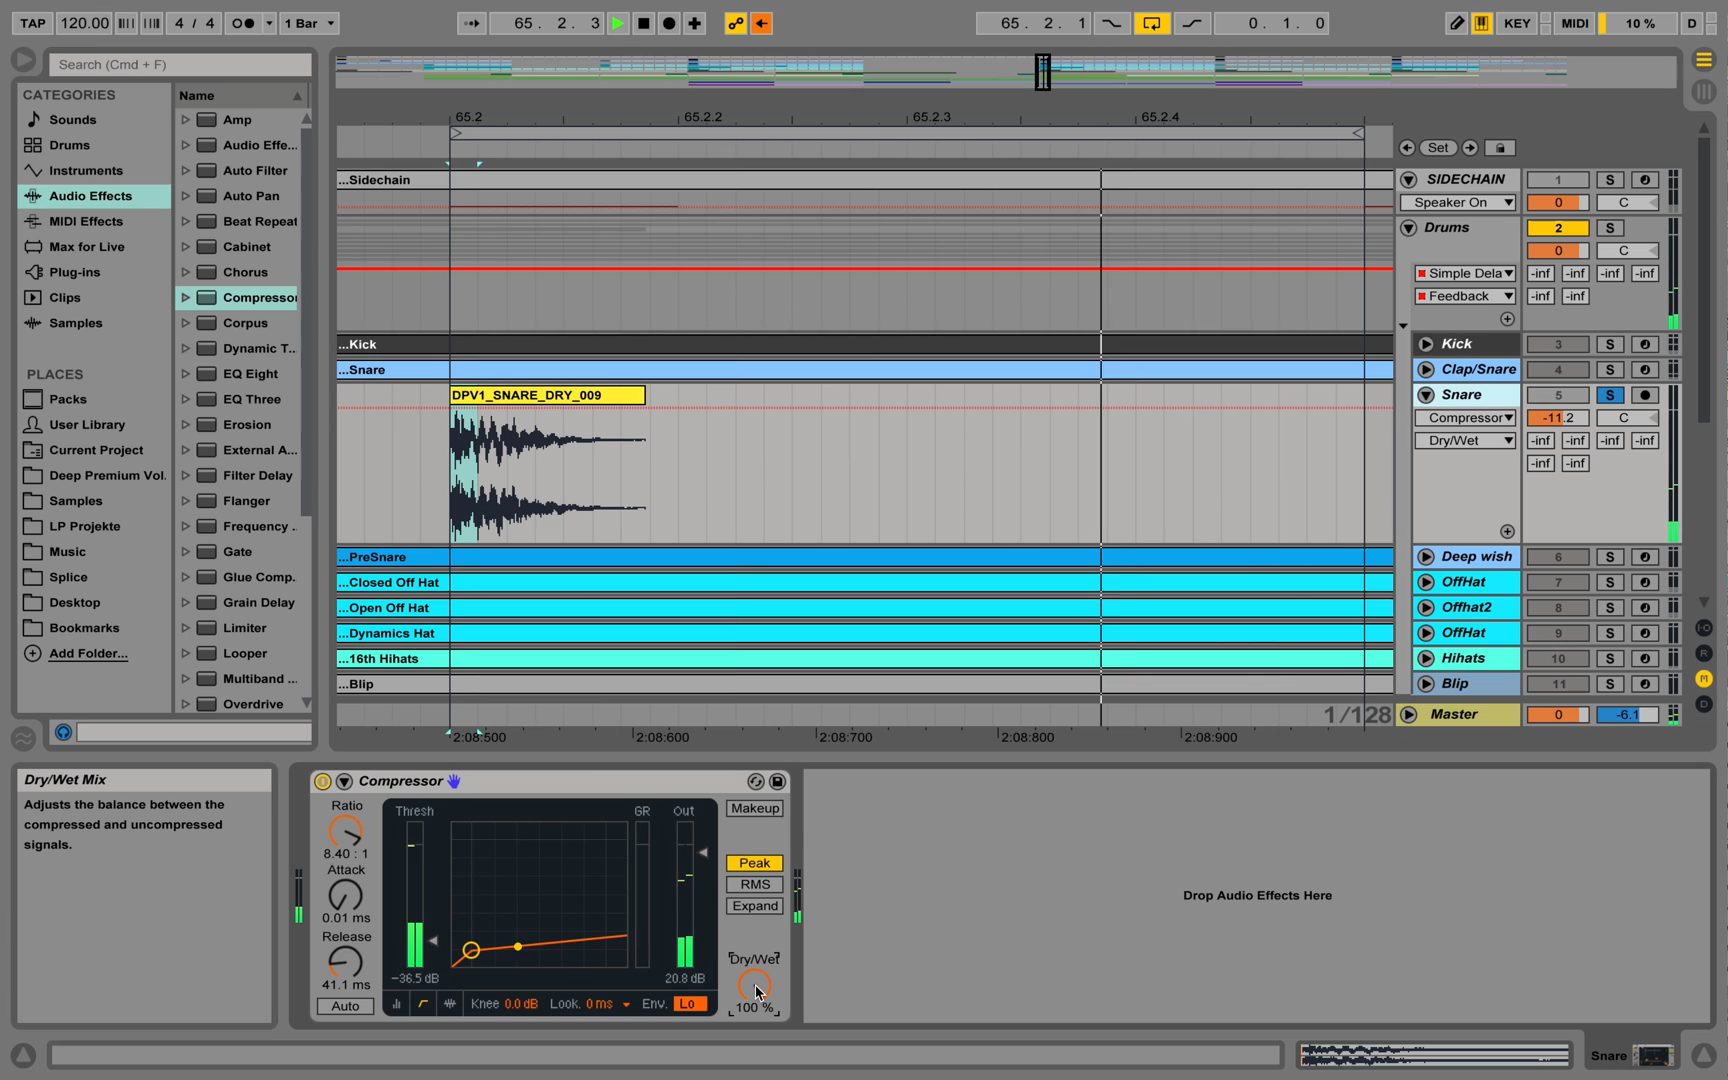 TAP 120.00 4 / 4 1 Bar 65. 2. 3 65. 2. 1 0. 1. 0 KEY MIDI 10 % D
Search (Cmd + F)
CATEGORIES
Sounds
Drums
Instruments
Audio Effects
MIDI Effects
Max for Live
Plug-ins
Clips
Samples
PLACES
Packs
User Library
Current Project
Deep Premium Vol.
Samples
LP Projekte
Music
Splice
Desktop
Bookmarks
Add Folder...
Name
Amp
Audio Effe...
Auto Filter
Auto Pan
Beat Repeat
Cabinet
Chorus
Compressor
Corpus
Dynamic T...
EQ Eight
EQ Three
Erosion
External A...
Filter Delay
Flanger
Frequency ..
Gate
Glue Comp.
Grain Delay
Limiter
Looper
Multiband ...
Overdrive
65.2 65.2.2 65.2.3 65.2.4
...Sidechain
...Kick
...Snare
DPV1_SNARE_DRY_009
...PreSnare
...Closed Off Hat
...Open Off Hat
...Dynamics Hat
...16th Hihats
...Blip
1/128
2:08:500 2:08:600 2:08:700 2:08:800 2:08:900
Set
SIDECHAIN 1 S
Speaker On 0 C
Drums 2 S
0 C
Simple Dela -inf -inf -inf -inf
Feedback -inf -inf
Kick 3 S
Clap/Snare 4 S
Snare 5 S
Compressor -11.2 C
Dry/Wet -inf -inf -inf -inf
-inf -inf
Deep wish 6 S
OffHat 7 S
Offhat2 8 S
OffHat 9 S
Hihats 10 S
Blip 11 S
Master 0 -6.1
I·O
R
M
D
Dry/Wet Mix
Adjusts the balance between the
compressed and uncompressed
signals.
Compressor
Ratio
8.40 : 1
Attack
0.01 ms
Release
41.1 ms
Auto
Thresh GR Out
-36.5 dB 20.8 dB
Knee 0.0 dB Look. 0 ms Env. Lo
Makeup
Peak
RMS
Expand
Dry/Wet
100 %
Drop Audio Effects Here
Snare